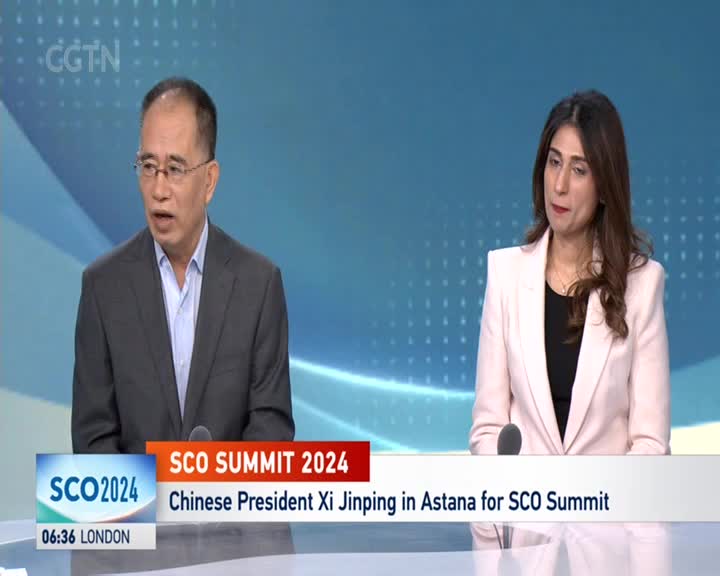 CGTN
SCO SUMMIT 2024
SCO2024
Chinese President Xi Jinping in Astana for SCO Summit
06:36 LONDON